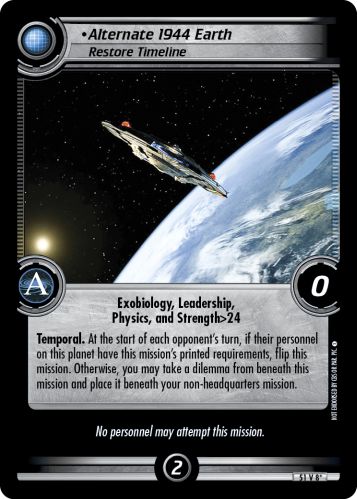 •Alternate 1944 Earth
Restore Timeline
A
0
Exobiology, Leadership,
Physics, and Strength>24
Temporal. At the start of each opponent's turn, if their personnel
on this planet have this mission's printed requirements, flip this
mission. Otherwise, you may take a dilemma from beneath this
mission and place it beneath your non-headquarters mission.
No personnel may attempt this mission.
2
51 V 8+